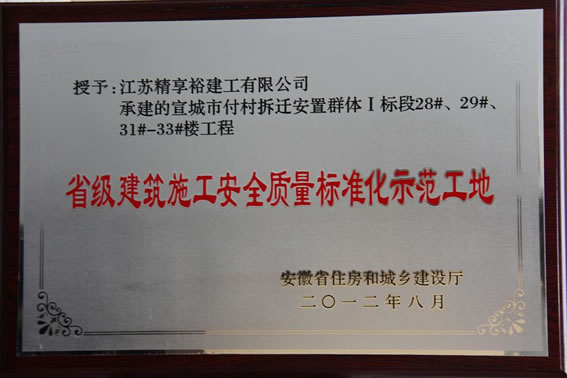 授予:江苏精享裕建工有限公司
承建的宣城市付村拆迁安置群体Ⅰ标段28#、29#、
31#-33#楼工程
省级建筑施工安全质量标准化示范工地
安徽省住房和城乡建设厅
二〇一二年八月